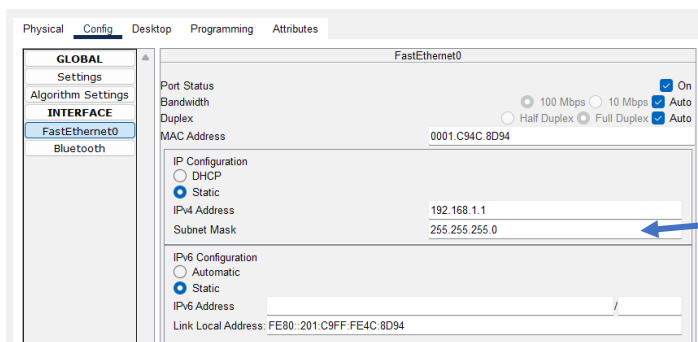 Physical Config Desktop Programming Attributes
GLOBAL
Settings
Algorithm Settings
INTERFACE
FastEthernet0
Bluetooth
FastEthernet0
Port Status On
Bandwidth 100 Mbps 10 Mbps Auto
Duplex Half Duplex Full Duplex Auto
MAC Address 0001.C94C.8D94
IP Configuration
DHCP
Static
IPv4 Address 192.168.1.1
Subnet Mask 255.255.255.0
IPv6 Configuration
Automatic
Static
IPv6 Address /
Link Local Address: FE80::201:C9FF:FE4C:8D94